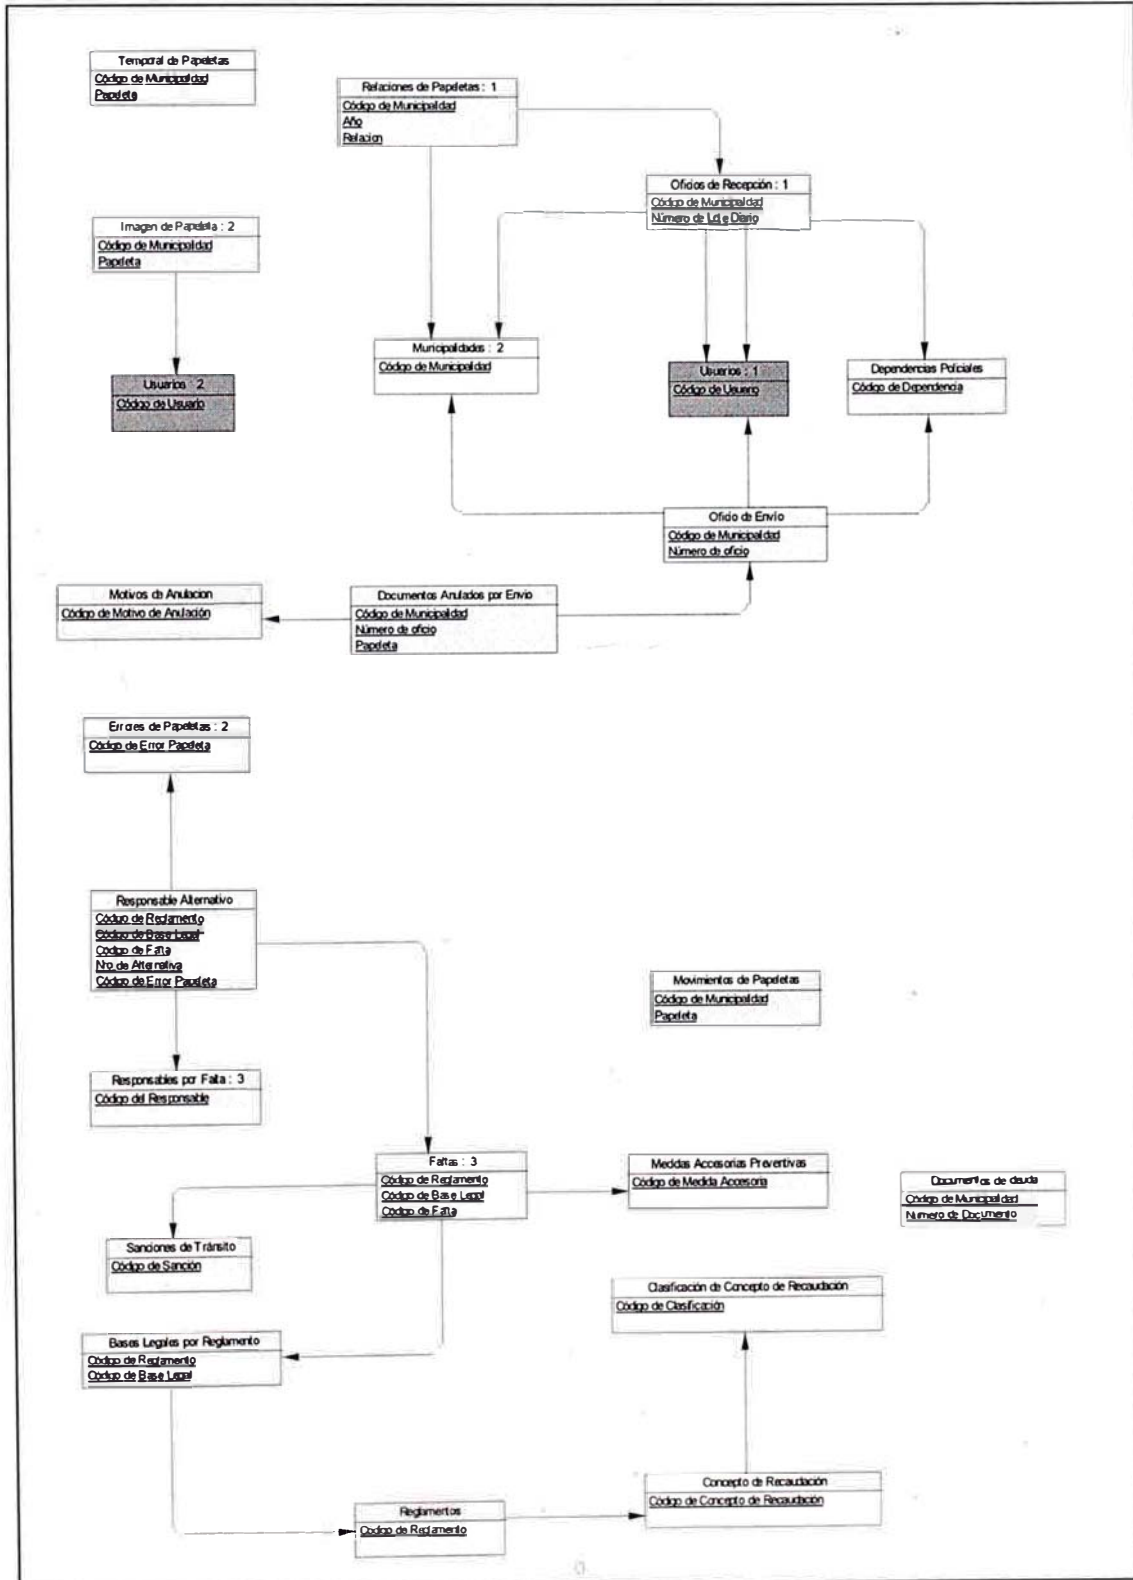 Temporal de Papeletas
Código de Municipalidad
Papeleta
Relaciones de Papeletas : 1
Código de Municipalidad
Año
Relacion
Oficios de Recepción : 1
Código de Municipalidad
Número de Lote Diario
Imagen de Papeleta : 2
Código de Municipalidad
Papeleta
Usuarios : 2
Código de Usuario
Municipaldades : 2
Código de Municipalidad
Usuarios : 1
Código de Usuario
Dependencias Policiales
Código de Dependencia
Oficio de Envío
Código de Municipalidad
Número de oficio
Motivos de Anulacion
Código de Motivo de Anulación
Documentos Anulados por Envio
Código de Municipalidad
Número de oficio
Papeleta
Errores de Papeletas : 2
Código de Error Papeleta
Responsable Alternativo
Código de Reglamento
Código de Base Legal
Código de Falta
Nro. de Alternativa
Código de Error Papeleta
Movimientos de Papeletas
Código de Municipalidad
Papeleta
Responsables por Falta : 3
Código del Responsable
Faltas : 3
Código de Reglamento
Código de Base Legal
Código de Falta
Medidas Accesorias Preventivas
Código de Medida Accesoria
Documentos de deuda
Código de Municipalidad
Numero de Documento
Sanciones de Tránsito
Código de Sanción
Clasificación de Concepto de Recaudación
Código de Clasificación
Bases Legales por Reglamento
Código de Reglamento
Código de Base Legal
Concepto de Recaudación
Código de Concepto de Recaudación
Reglamentos
Codigo de Reglamento